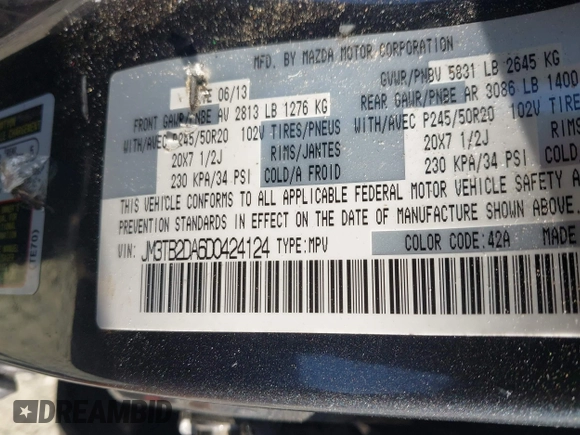 MFD. BY MAZDA MOTOR CORPORATION
06/13
GVWR/PNBV 5831 LB 2645 KG
FRONT GAWR/PNBE AV 2813 LB 1276 KG
REAR GAWR/PNBE AR 3086 LB 1400
WITH/AVEC P245/50R20 102V TIRES/PNEUS
WITH/AVEC P245/50R20 102V
20X7 1/2J RIMS/JANTES
20X7 1/2J
230 KPA/34 PSI COLD/A FROID
230 KPA/34 PSI
THIS VEHICLE CONFORMS TO ALL APPLICABLE FEDERAL MOTOR VEHICLE SAFETY A
PREVENTION STANDARDS IN EFFECT ON THE DATE OF MANUFACTURE SHOWN ABOVE.
VIN: JM3TB2DA6D0424124 TYPE:MPV
COLOR CODE:42A MADE
(TE70)
DREAMBID